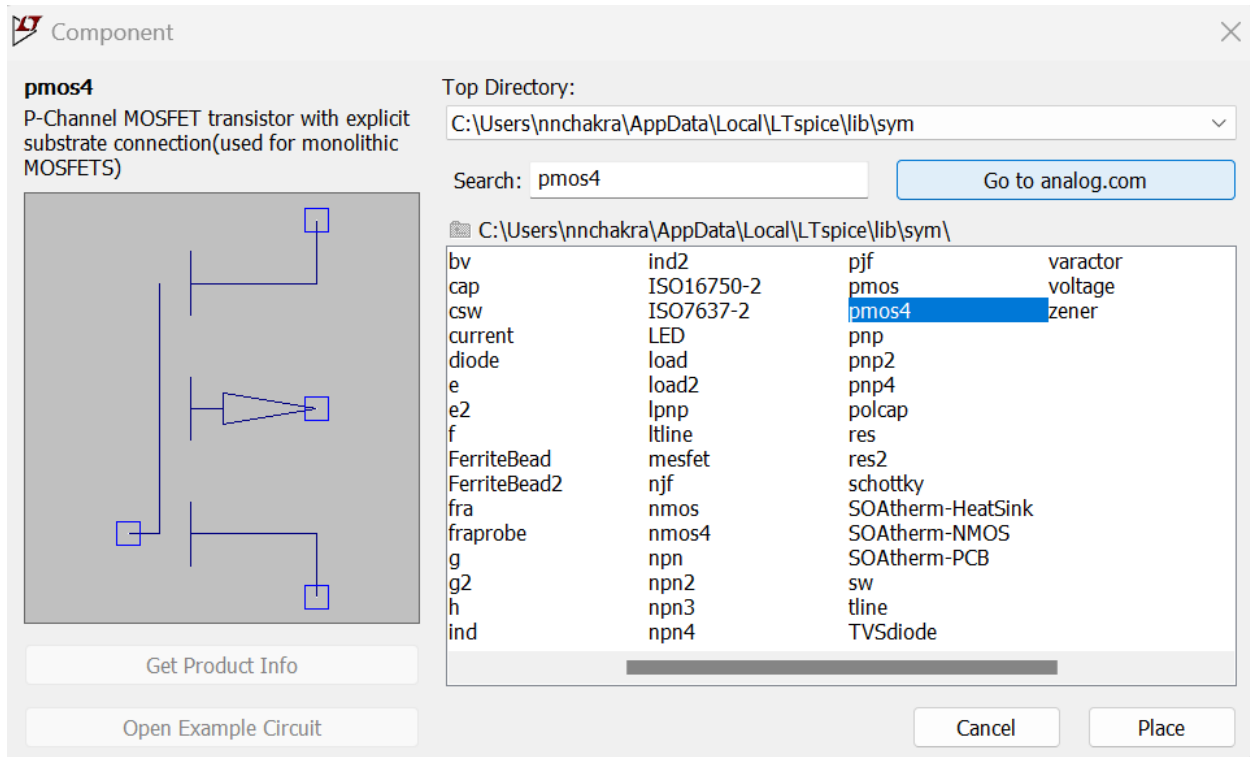 LT Component
pmos4
P-Channel MOSFET transistor with explicit
substrate connection(used for monolithic
MOSFETS)
Get Product Info
Open Example Circuit
Top Directory:
C:\Users\nnchakra\AppData\Local\LTspice\lib\sym
Search: pmos4 Go to analog.com
C:\Users\nnchakra\AppData\Local\LTspice\lib\sym\
bv ind2 pjf varactor
cap ISO16750-2 pmos voltage
csw ISO7637-2 pmos4 zener
current LED pnp
diode load pnp2
e load2 pnp4
e2 lpnp polcap
f ltline res
FerriteBead mesfet res2
FerriteBead2 njf schottky
fra nmos SOAtherm-HeatSink
fraprobe nmos4 SOAtherm-NMOS
g npn SOAtherm-PCB
g2 npn2 sw
h npn3 tline
ind npn4 TVSdiode
Cancel Place